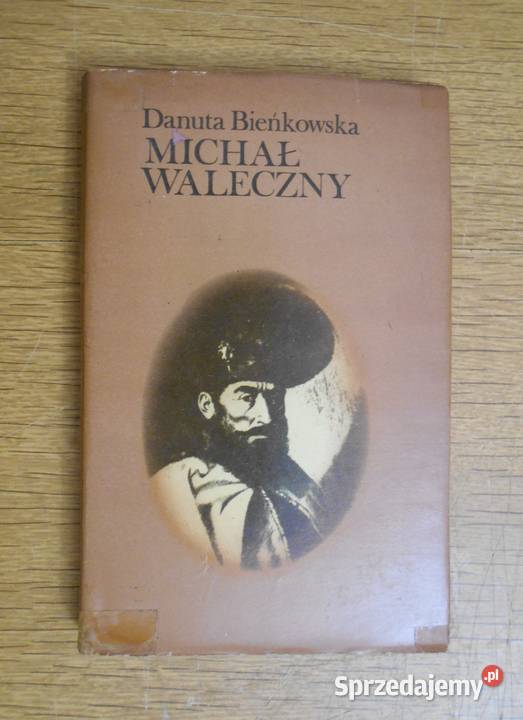 Danuta Bieńkowska
MICHAŁ
WALECZNY
Sprzedajemy.pl